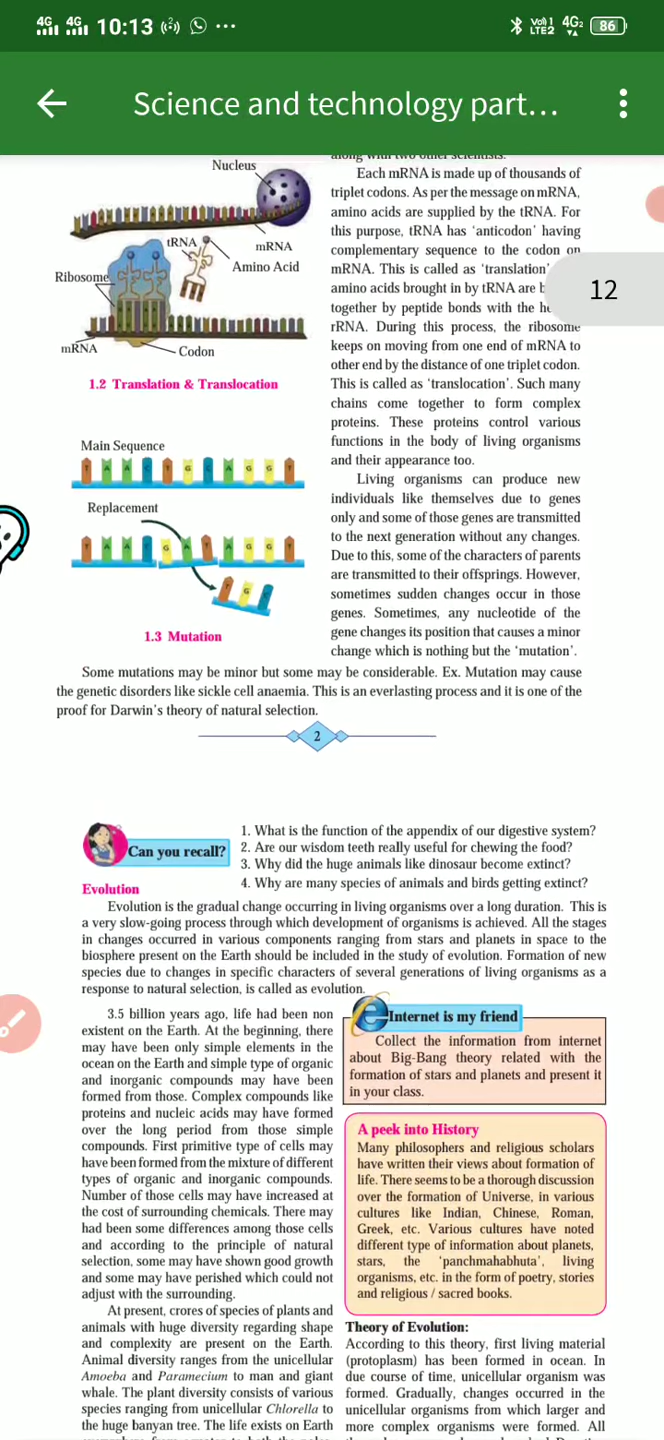 4G 4G 10:13 ...
Vo)) 1 LTE2 4G2 86
Science and technology part...
12
Nucleus
tRNA
mRNA
Amino Acid
Ribosome
mRNA
Codon
1.2 Translation & Translocation
Main Sequence
T A A C T G C A G G T
Replacement
T A A C G A T A G G T
T G C
1.3 Mutation
along with two other scientists.
Each mRNA is made up of thousands of
triplet codons. As per the message on mRNA,
amino acids are supplied by the tRNA. For
this purpose, tRNA has ‘anticodon’ having
complementary sequence to the codon on
mRNA. This is called as ‘translation’
amino acids brought in by tRNA are
together by peptide bonds with the
rRNA. During this process, the ribosome
keeps on moving from one end of mRNA to
other end by the distance of one triplet codon.
This is called as ‘translocation’. Such many
chains come together to form complex
proteins. These proteins control various
functions in the body of living organisms
and their appearance too.
Living organisms can produce new
individuals like themselves due to genes
only and some of those genes are transmitted
to the next generation without any changes.
Due to this, some of the characters of parents
are transmitted to their offsprings. However,
sometimes sudden changes occur in those
genes. Sometimes, any nucleotide of the
gene changes its position that causes a minor
change which is nothing but the ‘mutation’.
Some mutations may be minor but some may be considerable. Ex. Mutation may cause
the genetic disorders like sickle cell anaemia. This is an everlasting process and it is one of the
proof for Darwin’s theory of natural selection.
2
Can you recall?
1. What is the function of the appendix of our digestive system?
2. Are our wisdom teeth really useful for chewing the food?
3. Why did the huge animals like dinosaur become extinct?
4. Why are many species of animals and birds getting extinct?
Evolution
Evolution is the gradual change occurring in living organisms over a long duration. This is
a very slow-going process through which development of organisms is achieved. All the stages
in changes occurred in various components ranging from stars and planets in space to the
biosphere present on the Earth should be included in the study of evolution. Formation of new
species due to changes in specific characters of several generations of living organisms as a
response to natural selection, is called as evolution.
3.5 billion years ago, life had been non
existent on the Earth. At the beginning, there
may have been only simple elements in the
ocean on the Earth and simple type of organic
and inorganic compounds may have been
formed from those. Complex compounds like
proteins and nucleic acids may have formed
over the long period from those simple
compounds. First primitive type of cells may
have been formed from the mixture of different
types of organic and inorganic compounds.
Number of those cells may have increased at
the cost of surrounding chemicals. There may
had been some differences among those cells
and according to the principle of natural
selection, some may have shown good growth
and some may have perished which could not
adjust with the surrounding.
At present, crores of species of plants and
animals with huge diversity regarding shape
and complexity are present on the Earth.
Animal diversity ranges from the unicellular
Amoeba and Paramecium to man and giant
whale. The plant diversity consists of various
species ranging from unicellular Chlorella to
the huge banyan tree. The life exists on Earth
Internet is my friend
Collect the information from internet
about Big-Bang theory related with the
formation of stars and planets and present it
in your class.
A peek into History
Many philosophers and religious scholars
have written their views about formation of
life. There seems to be a thorough discussion
over the formation of Universe, in various
cultures like Indian, Chinese, Roman,
Greek, etc. Various cultures have noted
different type of information about planets,
stars, the ‘panchmahabhuta’, living
organisms, etc. in the form of poetry, stories
and religious / sacred books.
Theory of Evolution:
According to this theory, first living material
(protoplasm) has been formed in ocean. In
due course of time, unicellular organism was
formed. Gradually, changes occurred in the
unicellular organisms from which larger and
more complex organisms were formed. All